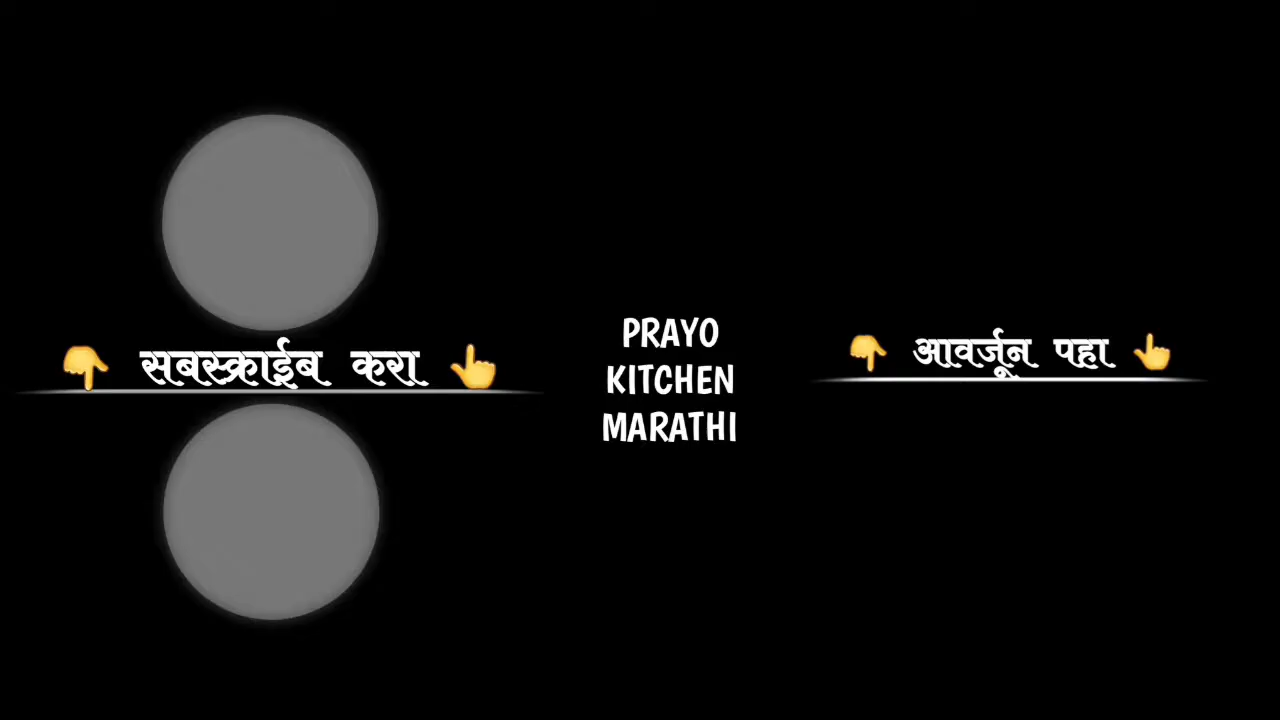 👇 सबस्क्राईब करा 👆
PRAYO
KITCHEN
MARATHI
👇 आवर्जून पहा 👆